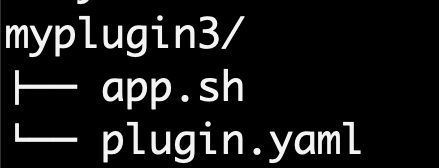 myplugin3/
├── app.sh
└── plugin.yaml